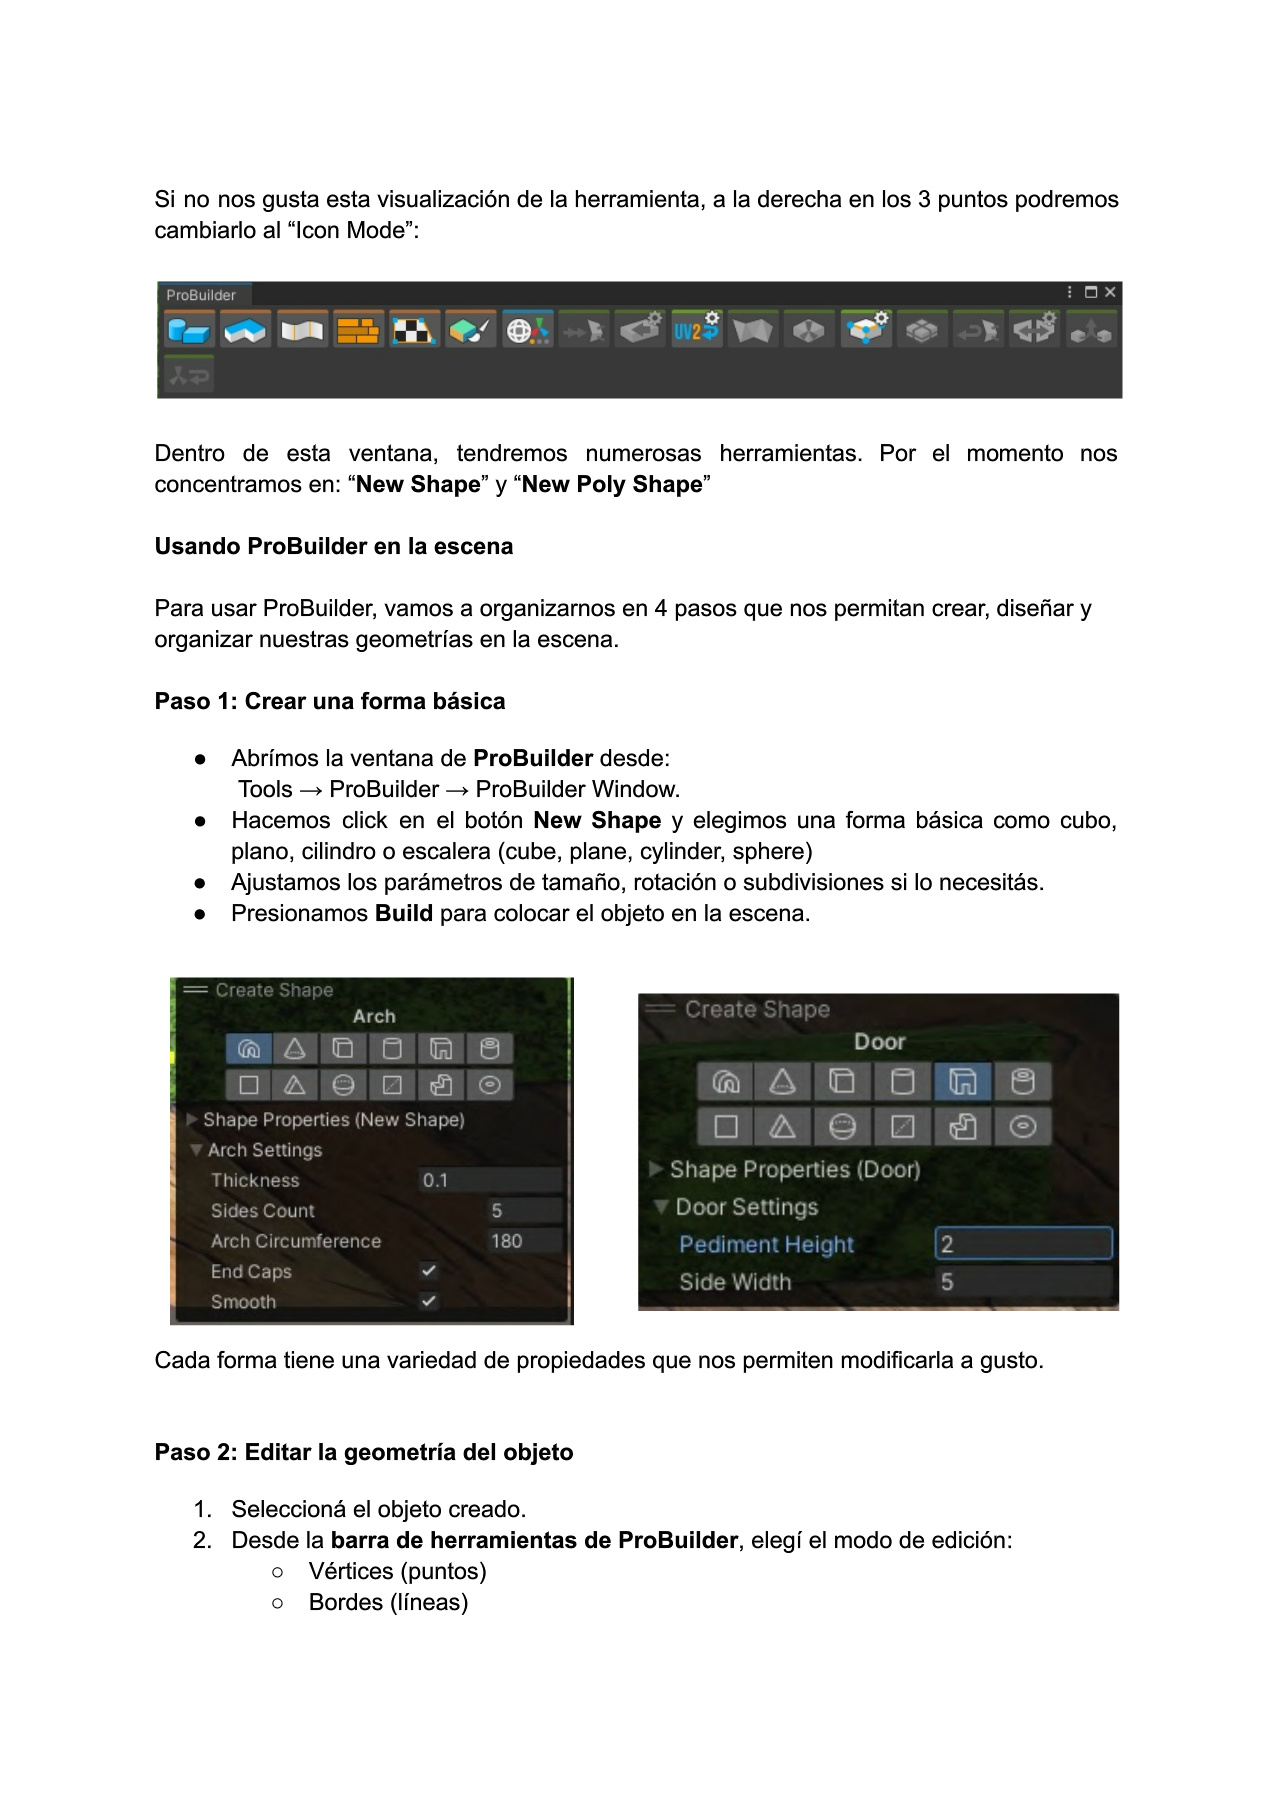 Si no nos gusta esta visualización de la herramienta, a la derecha en los 3 puntos podremos
cambiarlo al “Icon Mode”:
ProBuilder
UV2
Dentro de esta ventana, tendremos numerosas herramientas. Por el momento nos
concentramos en: “New Shape” y “New Poly Shape”
Usando ProBuilder en la escena
Para usar ProBuilder, vamos a organizarnos en 4 pasos que nos permitan crear, diseñar y
organizar nuestras geometrías en la escena.
Paso 1: Crear una forma básica
● Abrímos la ventana de ProBuilder desde:
Tools → ProBuilder → ProBuilder Window.
● Hacemos click en el botón New Shape y elegimos una forma básica como cubo,
plano, cilindro o escalera (cube, plane, cylinder, sphere)
● Ajustamos los parámetros de tamaño, rotación o subdivisiones si lo necesitás.
● Presionamos Build para colocar el objeto en la escena.
Create Shape
Arch
Shape Properties (New Shape)
Arch Settings
Thickness 0.1
Sides Count 5
Arch Circumference 180
End Caps
Smooth
Create Shape
Door
Shape Properties (Door)
Door Settings
Pediment Height 2
Side Width 5
Cada forma tiene una variedad de propiedades que nos permiten modificarla a gusto.
Paso 2: Editar la geometría del objeto
1. Seleccioná el objeto creado.
2. Desde la barra de herramientas de ProBuilder, elegí el modo de edición:
○ Vértices (puntos)
○ Bordes (líneas)